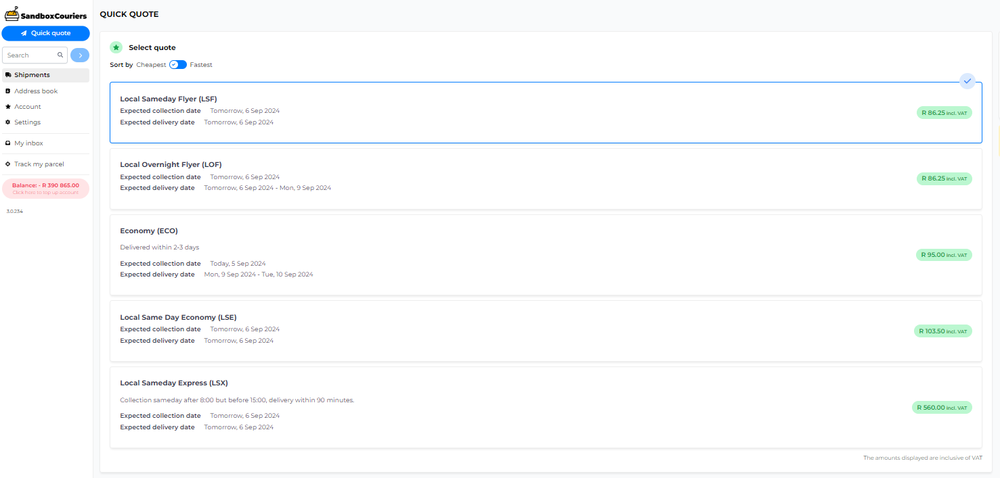 SandboxCouriers
Quick quote
Search
Shipments
Address book
Account
Settings
My inbox
Track my parcel
Balance: - R 390 865.00
Click here to top up account
3.0.234
QUICK QUOTE
Select quote
Sort by Cheapest Fastest
Local Sameday Flyer (LSF)
Expected collection date Tomorrow, 6 Sep 2024
Expected delivery date Tomorrow, 6 Sep 2024
R 86.25 Incl. VAT
Local Overnight Flyer (LOF)
Expected collection date Tomorrow, 6 Sep 2024
Expected delivery date Tomorrow, 6 Sep 2024 - Mon, 9 Sep 2024
R 86.25 Incl. VAT
Economy (ECO)
Delivered within 2-3 days
Expected collection date Today, 5 Sep 2024
Expected delivery date Mon, 9 Sep 2024 - Tue, 10 Sep 2024
R 95.00 Incl. VAT
Local Same Day Economy (LSE)
Expected collection date Tomorrow, 6 Sep 2024
Expected delivery date Tomorrow, 6 Sep 2024
R 103.50 Incl. VAT
Local Sameday Express (LSX)
Collection sameday after 8:00 but before 15:00, delivery within 90 minutes.
Expected collection date Tomorrow, 6 Sep 2024
Expected delivery date Tomorrow, 6 Sep 2024
R 560.00 Incl. VAT
The amounts displayed are inclusive of VAT